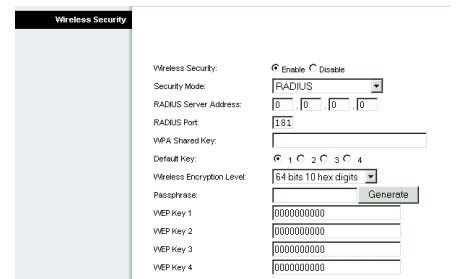 Wireless Security
Wireless Security: Enable Disable
Security Mode: RADIUS
RADIUS Server Address: 0 . 0 . 0 . 0
RADIUS Port: 181
WPA Shared Key:
Default Key: 1 2 3 4
Wireless Encryption Level: 64 bits 10 hex digits
Passphrase: Generate
WEP Key 1 0000000000
WEP Key 2 0000000000
WEP Key 3 0000000000
WEP Key 4 0000000000